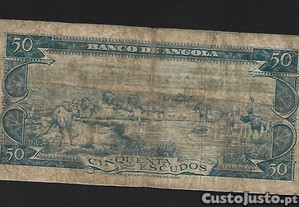 50 BANCO DE ANGOLA 50
50 CINQUENTA ESCUDOS 50
CustoJusto.pt